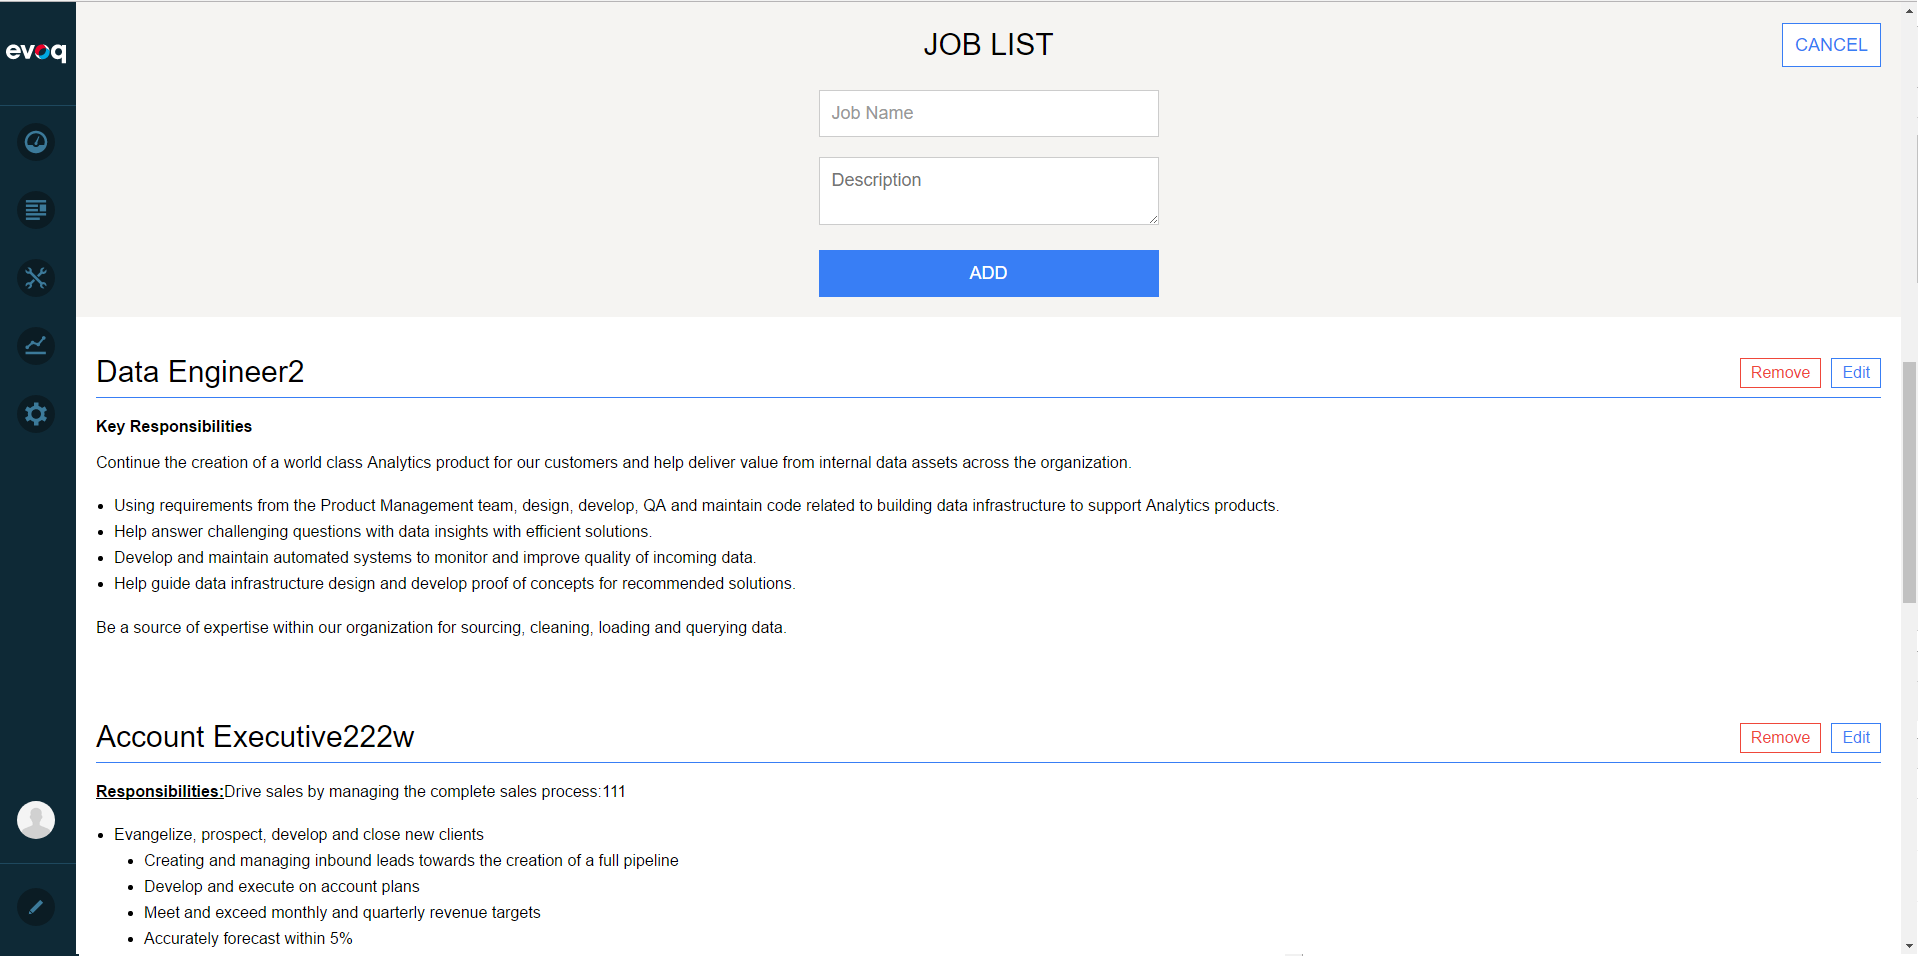 evoq
JOB LIST
CANCEL
Job Name
Description
ADD
Data Engineer2
Remove
Edit
Key Responsibilities
Continue the creation of a world class Analytics product for our customers and help deliver value from internal data assets across the organization.
Using requirements from the Product Management team, design, develop, QA and maintain code related to building data infrastructure to support Analytics products.
Help answer challenging questions with data insights with efficient solutions.
Develop and maintain automated systems to monitor and improve quality of incoming data.
Help guide data infrastructure design and develop proof of concepts for recommended solutions.
Be a source of expertise within our organization for sourcing, cleaning, loading and querying data.
Account Executive222w
Remove
Edit
Responsibilities:Drive sales by managing the complete sales process:111
Evangelize, prospect, develop and close new clients
Creating and managing inbound leads towards the creation of a full pipeline
Develop and execute on account plans
Meet and exceed monthly and quarterly revenue targets
Accurately forecast within 5%